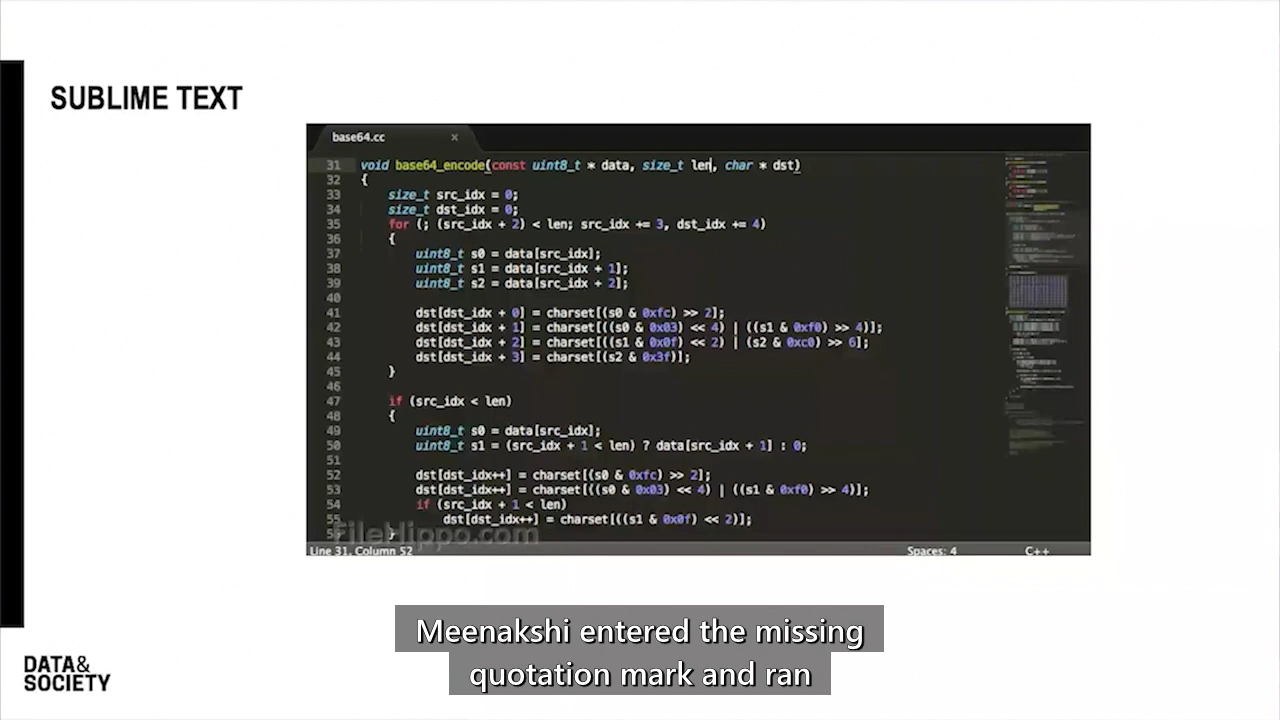 SUBLIME TEXT
base64.cc ×
31 void base64_encode(const uint8_t * data, size_t len, char * dst)
32 {
33 size_t src_idx = 0;
34 size_t dst_idx = 0;
35 for (; (src_idx + 2) < len; src_idx += 3, dst_idx += 4)
36 {
37 uint8_t s0 = data[src_idx];
38 uint8_t s1 = data[src_idx + 1];
39 uint8_t s2 = data[src_idx + 2];
40
41 dst[dst_idx + 0] = charset[(s0 & 0xfc) >> 2];
42 dst[dst_idx + 1] = charset[((s0 & 0x03) << 4) | ((s1 & 0xf0) >> 4)];
43 dst[dst_idx + 2] = charset[((s1 & 0x0f) << 2) | (s2 & 0xc0) >> 6];
44 dst[dst_idx + 3] = charset[(s2 & 0x3f)];
45 }
46
47 if (src_idx < len)
48 {
49 uint8_t s0 = data[src_idx];
50 uint8_t s1 = (src_idx + 1 < len) ? data[src_idx + 1] : 0;
51
52 dst[dst_idx++] = charset[(s0 & 0xfc) >> 2];
53 dst[dst_idx++] = charset[((s0 & 0x03) << 4) | ((s1 & 0xf0) >> 4)];
54 if (src_idx + 1 < len)
55 dst[dst_idx++] = charset[((s1 & 0x0f) << 2)];
}
FileHippo.com
Line 31, Column 52 Spaces: 4 C++
Meenakshi entered the missing
quotation mark and ran
DATA&
SOCIETY